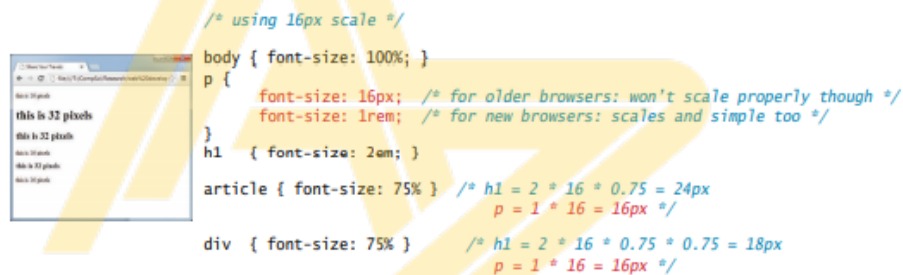 /* using 16px scale */
body { font-size: 100%; }
p {
font-size: 16px; /* for older browsers: won't scale properly though */
font-size: 1rem; /* for new browsers: scales and simple too */
}
h1 { font-size: 2em; }
article { font-size: 75% } /* h1 = 2 * 16 * 0.75 = 24px
p = 1 * 16 = 16px */
div { font-size: 75% } /* h1 = 2 * 16 * 0.75 * 0.75 = 18px
p = 1 * 16 = 16px */
this is 16 pixels
this is 32 pixels
this is 32 pixels
this is 16 pixels
this is 32 pixels
this is 16 pixels